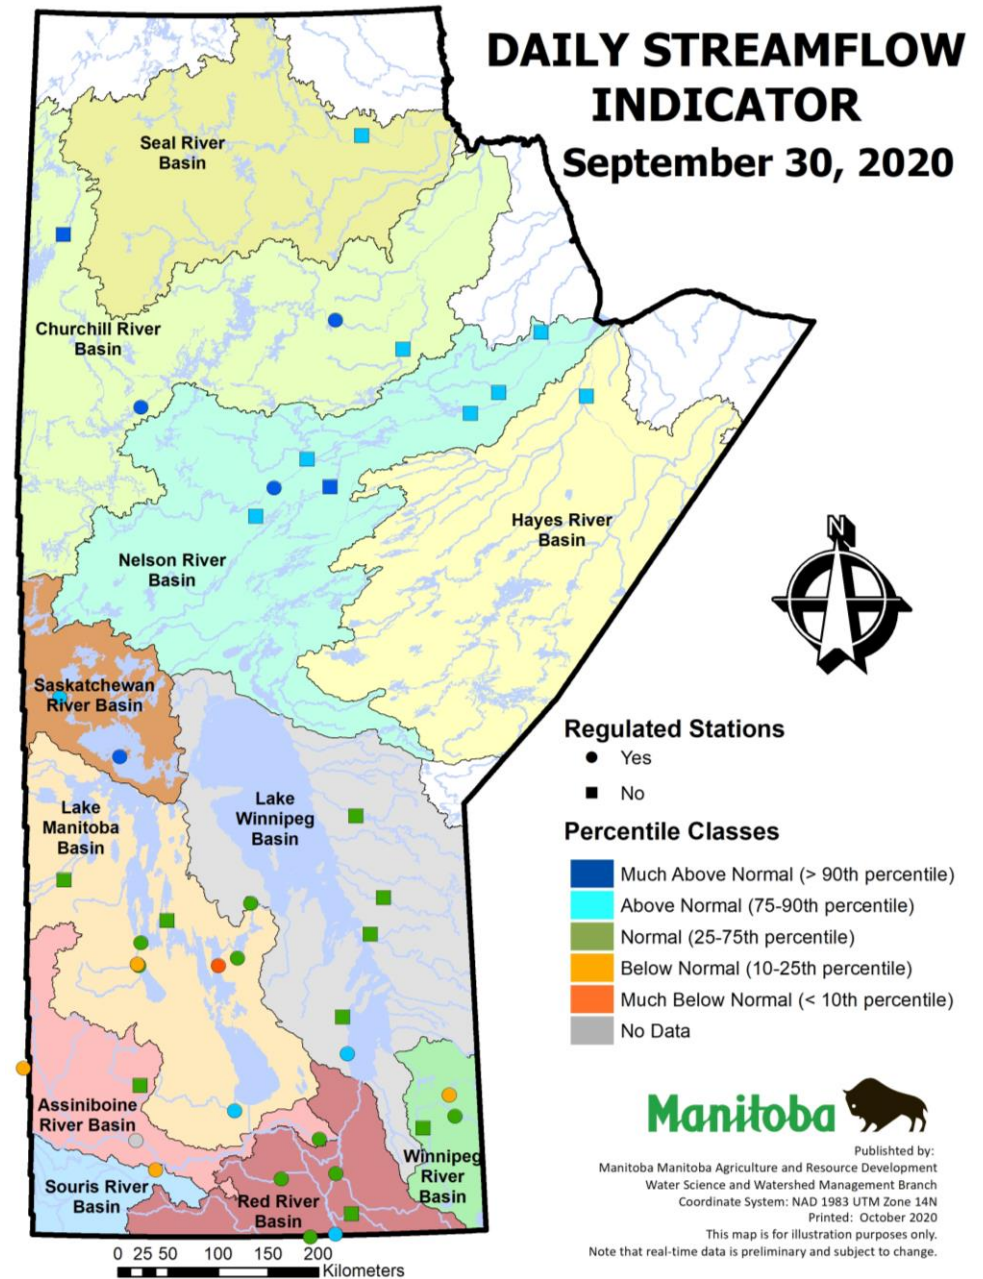 DAILY STREAMFLOW
INDICATOR
September 30, 2020
Seal River
Basin
Churchill River
Basin
Hayes River
Basin
Nelson River
Basin
N
Saskatchewan
River Basin
Lake
Manitoba
Basin
Lake
Winnipeg
Basin
Assiniboine
River Basin
Souris River
Basin
Red River
Basin
Winnipeg
River
Basin
0 25 50 100 150 200
Kilometers
Regulated Stations
Yes
No
Percentile Classes
Much Above Normal (> 90th percentile)
Above Normal (75-90th percentile)
Normal (25-75th percentile)
Below Normal (10-25th percentile)
Much Below Normal (< 10th percentile)
No Data
Manitoba
Publishted by:
Manitoba Manitoba Agriculture and Resource Development
Water Science and Watershed Management Branch
Coordinate System: NAD 1983 UTM Zone 14N
Printed: October 2020
This map is for illustration purposes only.
Note that real-time data is preliminary and subject to change.